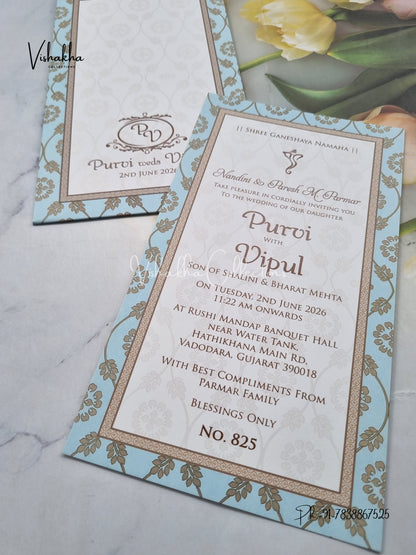 Vishakha
COLLECTIONS
PV
Purvi weds V
2ND JUNE 2026
|| SHREE GANESHAYA NAMAHA ||
Nandini & Paresh M Parmar
TAKE PLEASURE IN CORDIALLY INVITING YOU
TO THE WEDDING OF OUR DAUGHTER
Purvi
WITH
Vipul
SON OF SHALINI & BHARAT MEHTA
ON TUESDAY, 2ND JUNE 2026
11:22 AM ONWARDS
AT RUSHI MANDAP BANQUET HALL
NEAR WATER TANK,
HATHIKHANA MAIN RD,
VADODARA, GUJARAT 390018
WITH BEST COMPLIMENTS FROM
PARMAR FAMILY
BLESSINGS ONLY
NO. 825
Vishakha Collections
Ph-91-7838867525